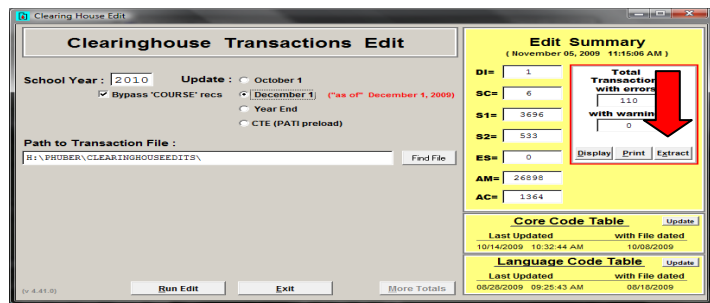 Clearing House Edit
Clearinghouse Transactions Edit
School Year : 2010 Update : October 1
Bypass 'COURSE' recs December 1 ("as of" December 1, 2009)
Year End
CTE (PATI preload)
Path to Transaction File :
H:\PHUBER\CLEARINGHOUSEEDITS\ Find File
(v 4.41.0) Run Edit Exit More Totals
Edit Summary
( November 05, 2009 11:15:06 AM )
DI= 1
SC= 6
S1= 3696
S2= 533
ES= 0
AM= 26898
AC= 1364
Total
Transactions
with errors
110
with warnin
0
Display Print Extract
Core Code Table Update
Last Updated with File dated
10/14/2009 10:32:44 AM 10/08/2009
Language Code Table Update
Last Updated with File dated
08/28/2009 09:25:43 AM 08/18/2009